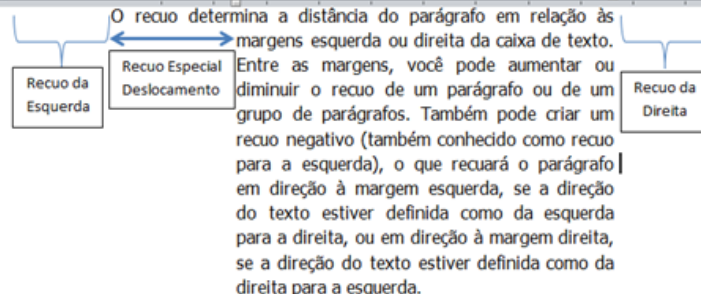 O recuo determina a distância do parágrafo em relação às
margens esquerda ou direita da caixa de texto.
Entre as margens, você pode aumentar ou
diminuir o recuo de um parágrafo ou de um
grupo de parágrafos. Também pode criar um
recuo negativo (também conhecido como recuo
para a esquerda), o que recuará o parágrafo
em direção à margem esquerda, se a direção
do texto estiver definida como da esquerda
para a direita, ou em direção à margem direita,
se a direção do texto estiver definida como da
direita para a esquerda.
Recuo da
Esquerda
Recuo Especial
Deslocamento
Recuo da
Direita